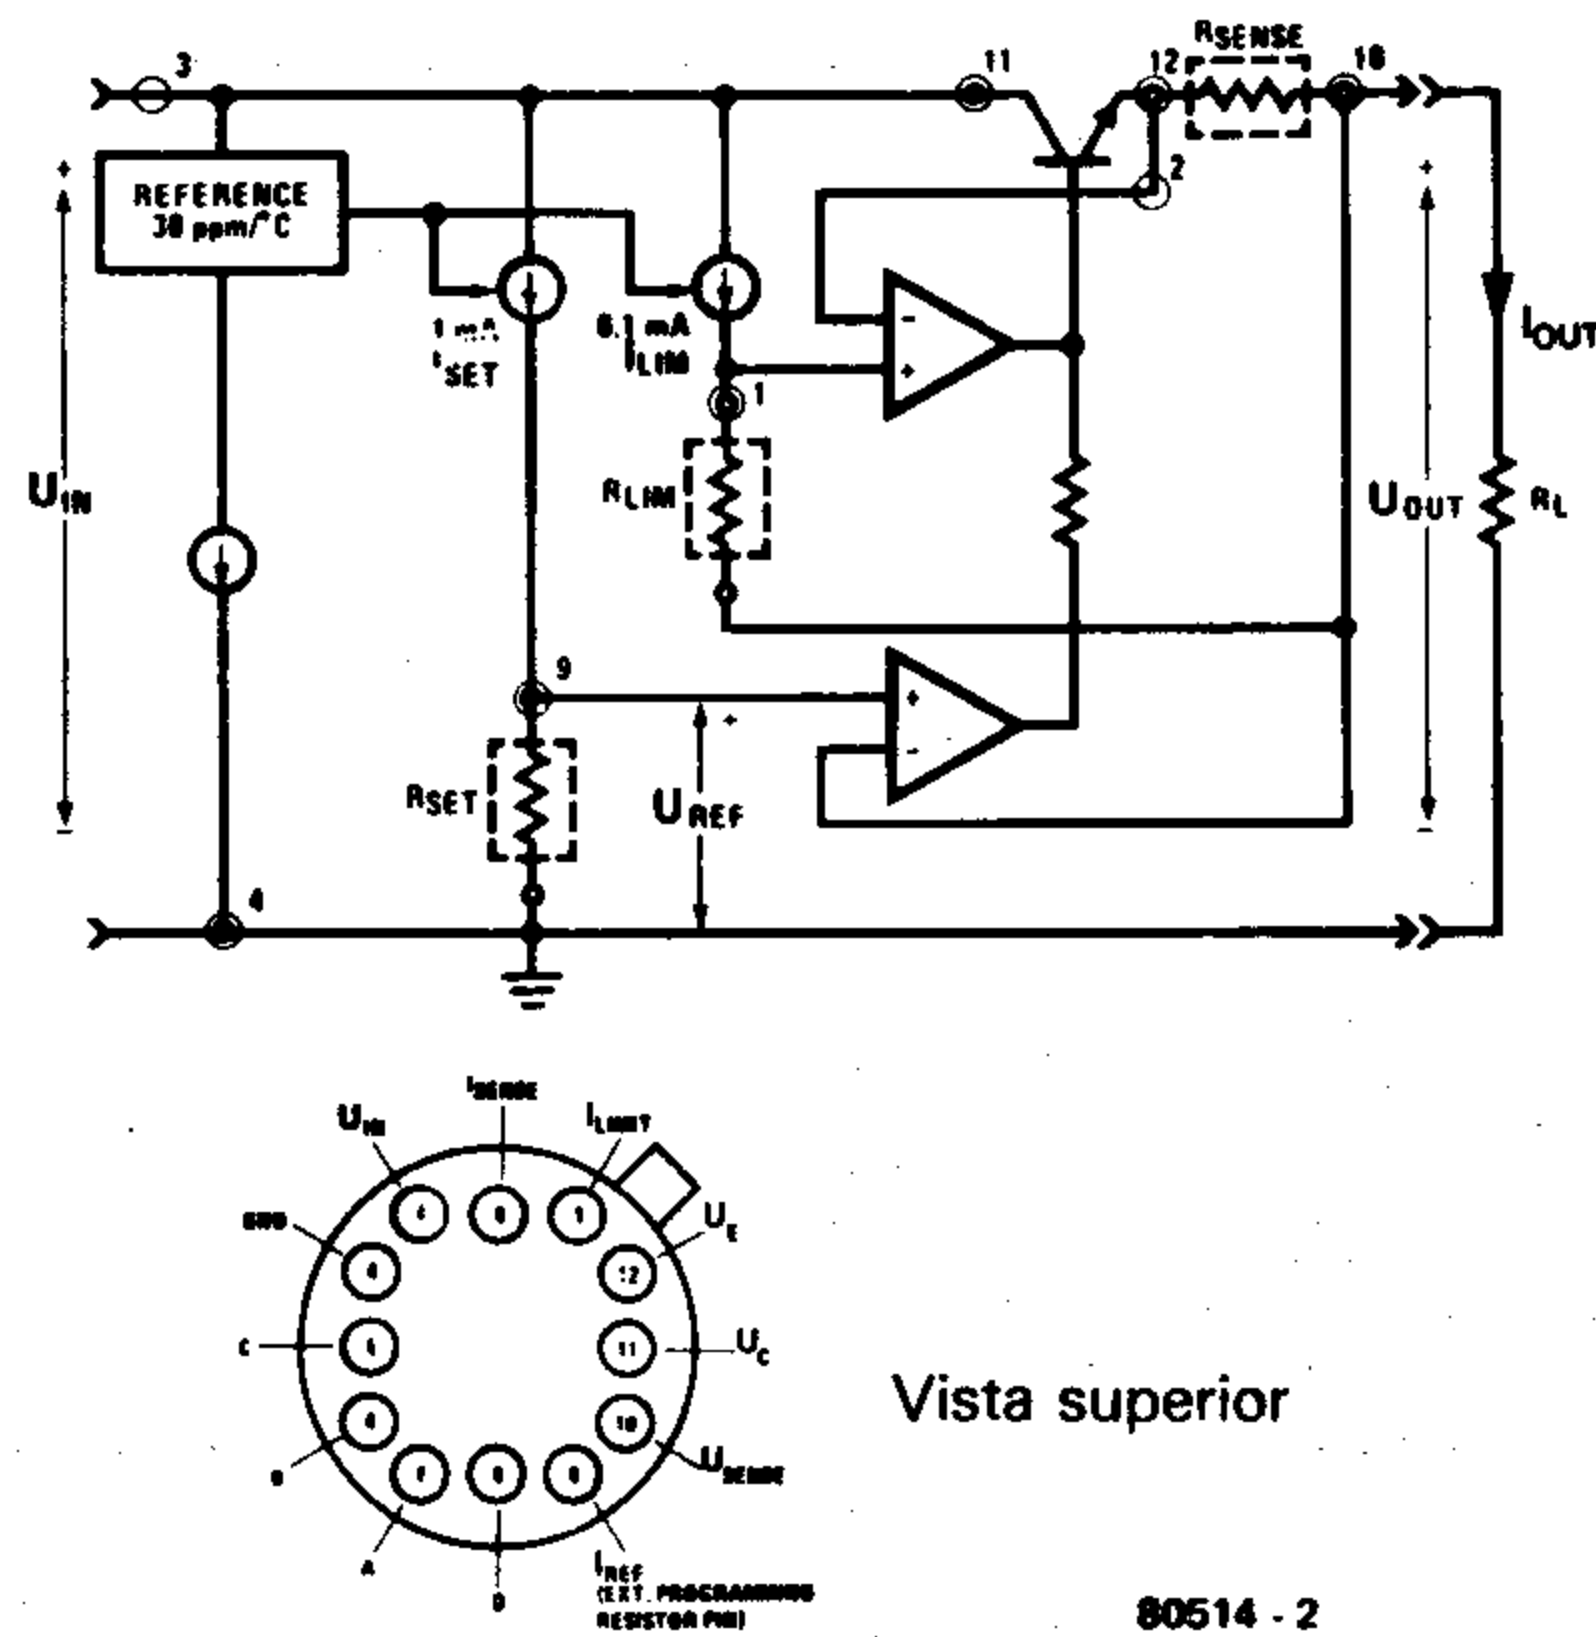 RSENSE
3
11
12
10
+
REFERENCE
30 ppm/°C
2
+
-
1 mA
ISET
0.1 mA
ILIM
+
1
IOUT
UIN
RLIM
UOUT
RL
9
+
+
-
RSET
UREF
-
-
4
ISENSE
UIN
ILIMIT
GND
UE
1
4
12
C
11
UC
10
USENSE
A
D
IREF
(EXT. PROGRAMMING
RESISTOR PIN)
Vista superior
80514 - 2